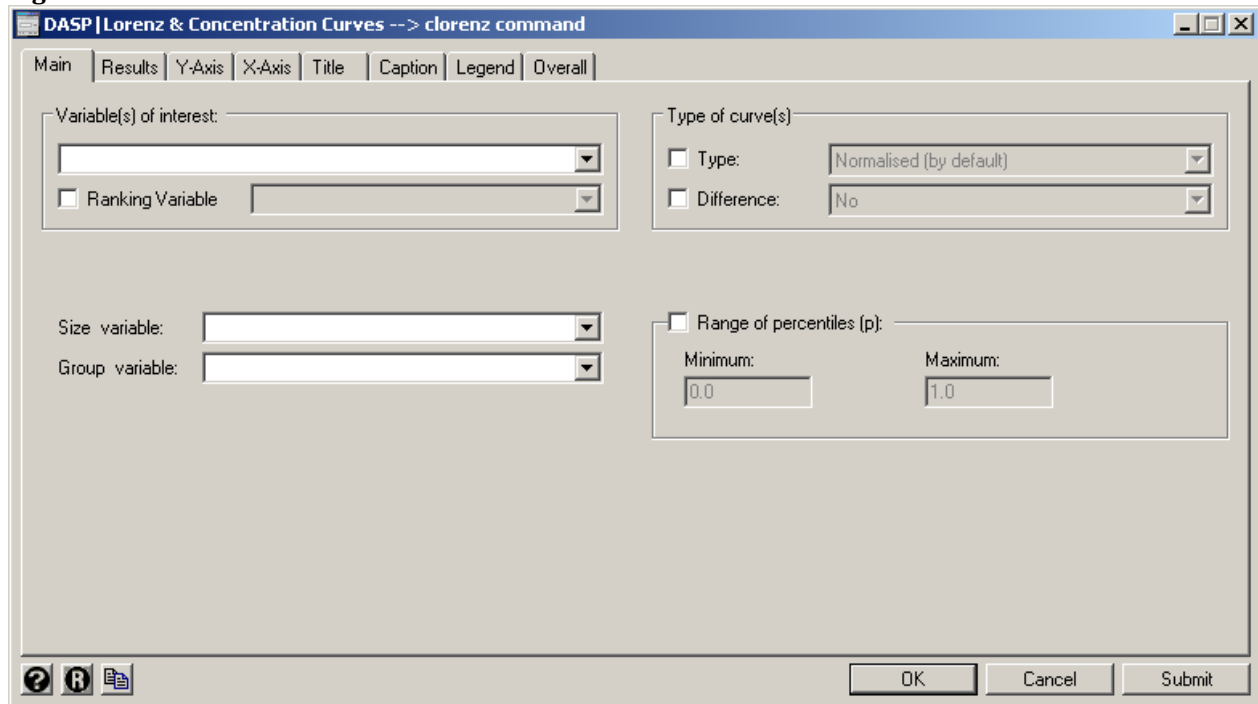 DASP|Lorenz & Concentration Curves --> clorenz command
Main Results Y-Axis X-Axis Title Caption Legend Overall
Variable(s) of interest:
Ranking Variable
Type of curve(s)
Type: Normalised (by default)
Difference: No
Size variable:
Group variable:
Range of percentiles (p):
Minimum: Maximum:
0.0 1.0
OK Cancel Submit